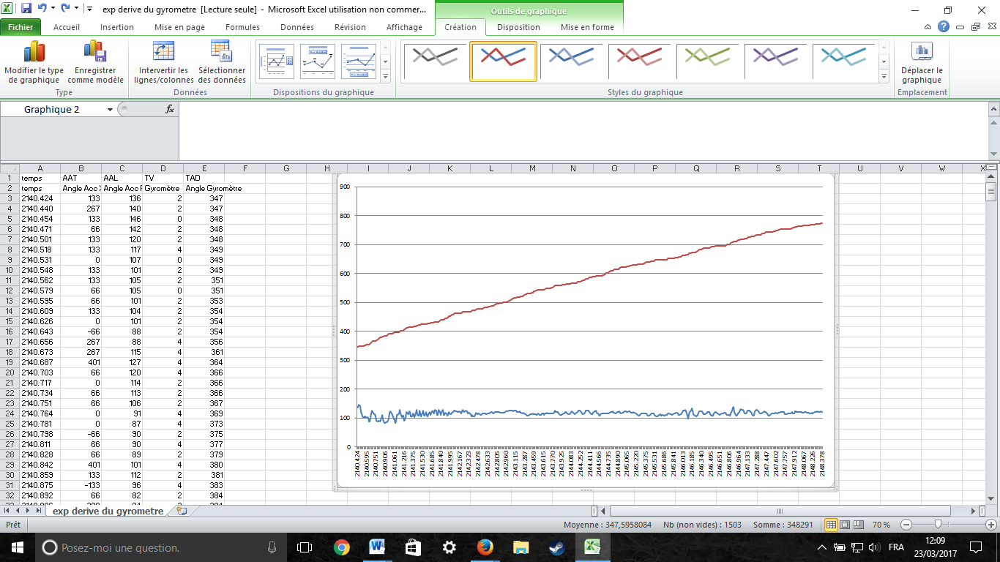 exp derive du gyrometre [Lecture seule] - Microsoft Excel utilisation non commer...
Outils de graphique
Fichier Accueil Insertion Mise en page Formules Données Révision Affichage Création Disposition Mise en forme
Modifier le type de graphique
Enregistrer comme modèle
Intervertir les lignes/colonnes
Sélectionner des données
Déplacer le graphique
Type Données Dispositions du graphique Styles du graphique Emplacement
Graphique 2 fx
A B C D E F G H I J K L M N O P Q R S T U V W X
1 temps AAT AAL TV TAD
2 temps Angle Acc Angle Acc Gyromètre Angle Gyromètre
3 2140.424 133 136 2 347
4 2140.440 267 140 2 347
5 2140.454 133 146 0 348
6 2140.471 66 142 2 348
7 2140.501 133 120 2 348
8 2140.518 133 117 4 349
9 2140.531 0 107 0 349
10 2140.548 133 101 2 349
11 2140.562 133 105 2 351
12 2140.579 66 105 0 351
13 2140.595 66 101 2 353
14 2140.609 133 104 2 354
15 2140.626 0 101 2 354
16 2140.643 -66 88 2 354
17 2140.656 267 88 4 356
18 2140.673 267 115 4 361
19 2140.687 401 127 4 364
20 2140.703 66 120 4 366
21 2140.717 0 114 2 366
22 2140.734 66 113 2 366
23 2140.751 66 106 2 367
24 2140.764 0 91 4 369
25 2140.781 0 87 4 373
26 2140.798 -66 90 2 375
27 2140.811 66 90 4 377
28 2140.828 66 89 2 379
29 2140.842 401 101 4 380
30 2140.859 133 112 2 381
31 2140.875 -133 96 4 383
32 2140.892 66 82 2 384
900
800
700
600
500
400
300
200
100
0
2140.424 2140.595 2140.751 2140.906 2141.061 2141.216 2141.375 2141.530 2141.685 2141.840 2141.995 2142.167 2142.323 2142.478 2142.633 2142.805 2142.960 2143.115 2143.287 2143.459 2143.615 2143.770 2143.925 2144.083 2144.252 2144.411 2144.566 2144.735 2144.890 2145.065 2145.220 2145.375 2145.531 2145.686 2145.841 2146.013 2146.185 2146.340 2146.495 2146.651 2146.806 2146.964 2147.133 2147.288 2147.447 2147.602 2147.757 2147.912 2148.067 2148.226 2148.378
exp derive du gyrometre
Prêt Moyenne : 347,5958084 Nb (non vides) : 1503 Somme : 348291 70 %
Posez-moi une question. FRA 12:09
23/03/2017